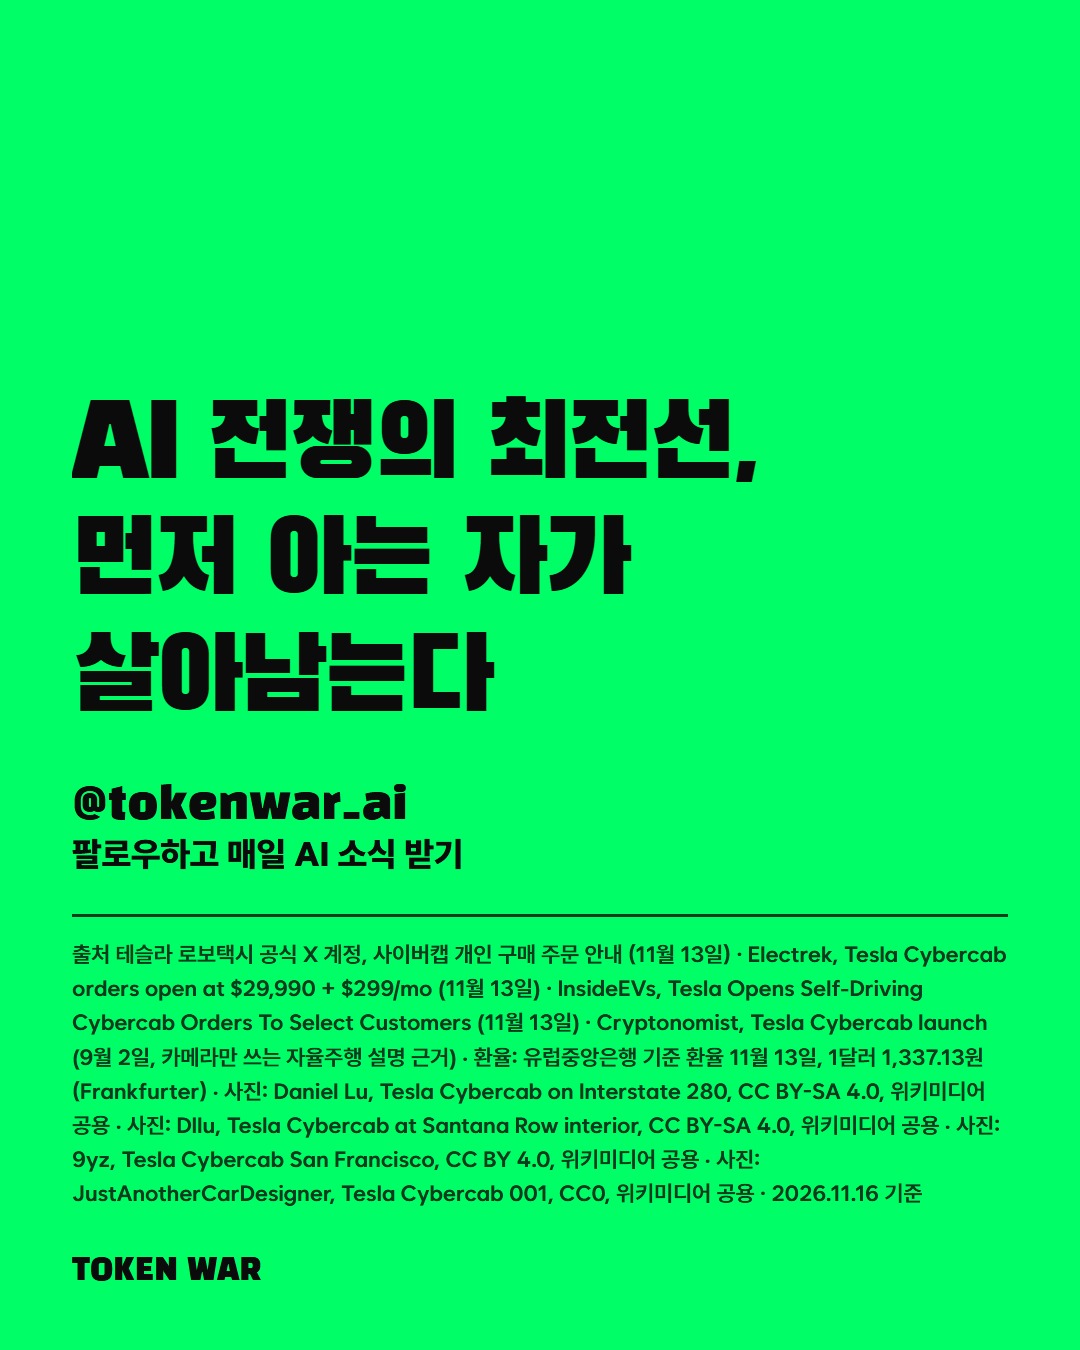 AI 전쟁의 최전선,
먼저 아는 자가
살아남는다
@tokenwar_ai
팔로우하고 매일 AI 소식 받기
출처 테슬라 로보택시 공식 X 계정, 사이버캡 개인 구매 주문 안내 (11월 13일) · Electrek, Tesla Cybercab
orders open at $29,990 + $299/mo (11월 13일) · InsideEVs, Tesla Opens Self-Driving
Cybercab Orders To Select Customers (11월 13일) · Cryptonomist, Tesla Cybercab launch
(9월 2일, 카메라만 쓰는 자율주행 설명 근거) · 환율: 유럽중앙은행 기준 환율 11월 13일, 1달러 1,337.13원
(Frankfurter) · 사진: Daniel Lu, Tesla Cybercab on Interstate 280, CC BY-SA 4.0, 위키미디어
공용 · 사진: Dllu, Tesla Cybercab at Santana Row interior, CC BY-SA 4.0, 위키미디어 공용 · 사진:
9yz, Tesla Cybercab San Francisco, CC BY 4.0, 위키미디어 공용 · 사진:
JustAnotherCarDesigner, Tesla Cybercab 001, CC0, 위키미디어 공용 · 2026.11.16 기준
TOKEN WAR